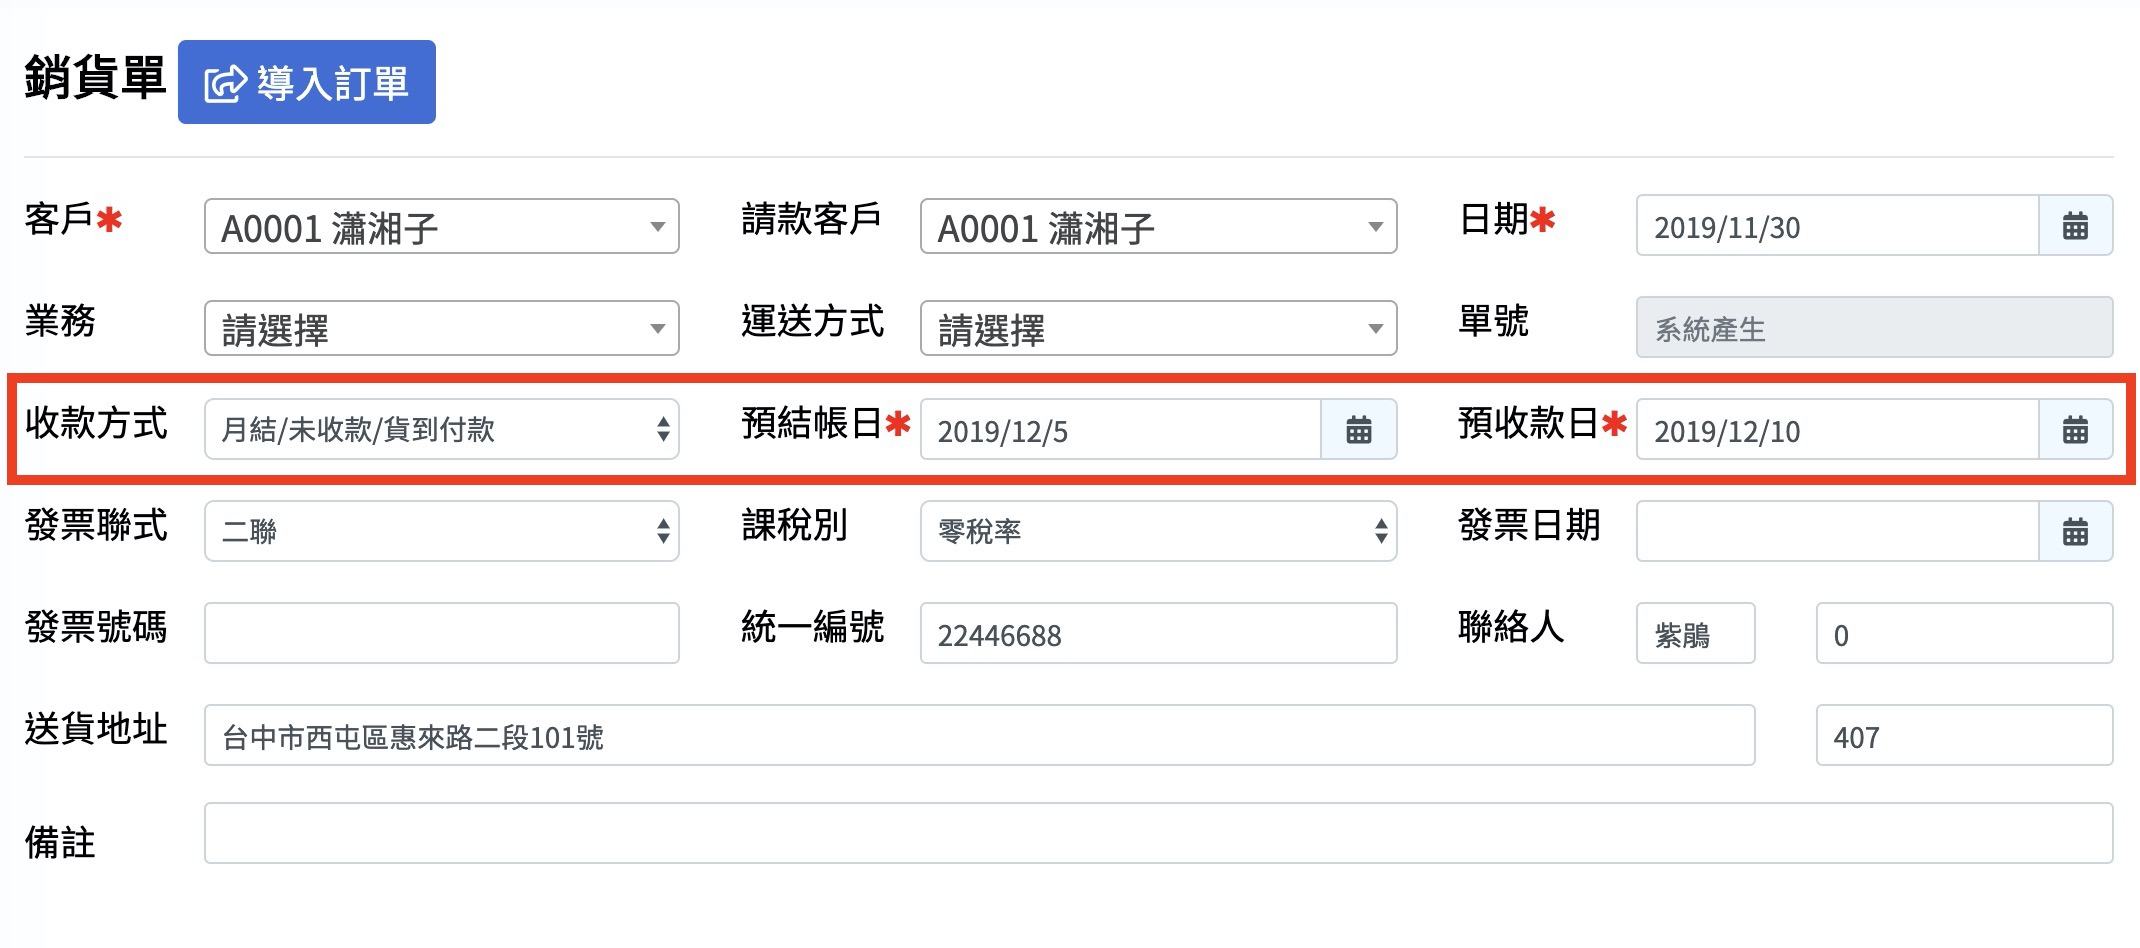 銷貨單 導入訂單
客戶✱ A0001 瀟湘子 請款客戶 A0001 瀟湘子 日期✱ 2019/11/30
業務 請選擇 運送方式 請選擇 單號 系統產生
收款方式 月結/未收款/貨到付款 預結帳日✱ 2019/12/5 預收款日✱ 2019/12/10
發票聯式 二聯 課稅別 零稅率 發票日期
發票號碼 統一編號 22446688 聯絡人 紫鵑 0
送貨地址 台中市西屯區惠來路二段101號 407
備註